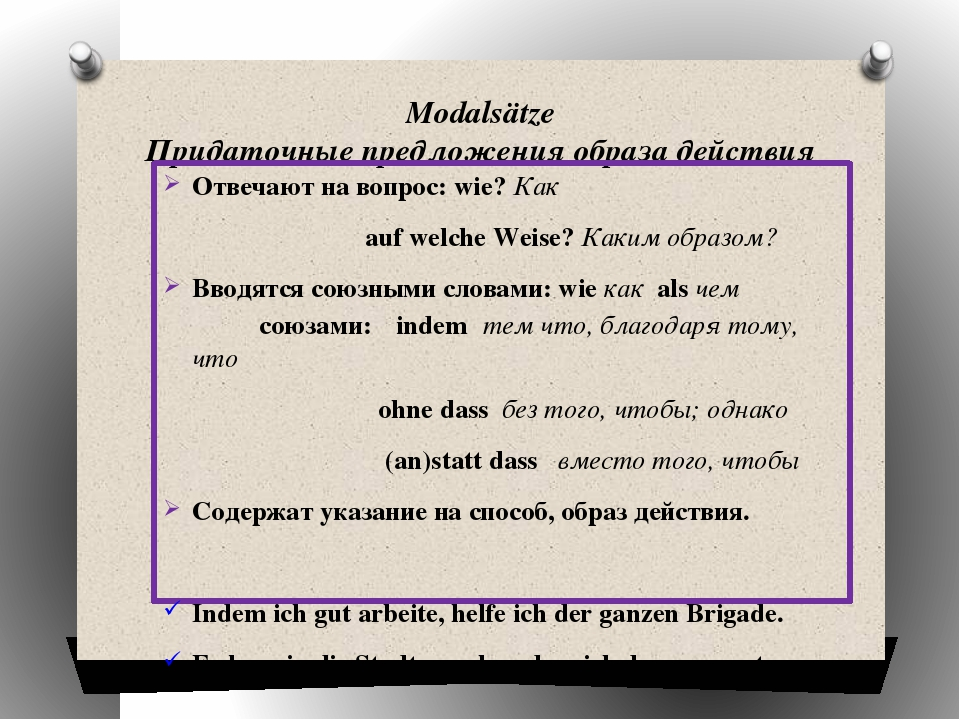 Modalsätze
Придаточные предложения образа действия
Отвечают на вопрос: wie? Как
auf welche Weise? Каким образом?
Вводятся союзными словами: wie как als чем
союзами: indem тем что, благодаря тому,
что
ohne dass без того, чтобы; однако
(an)statt dass вместо того, чтобы
Содержат указание на способ, образ действия.
Indem ich gut arbeite, helfe ich der ganzen Brigade.